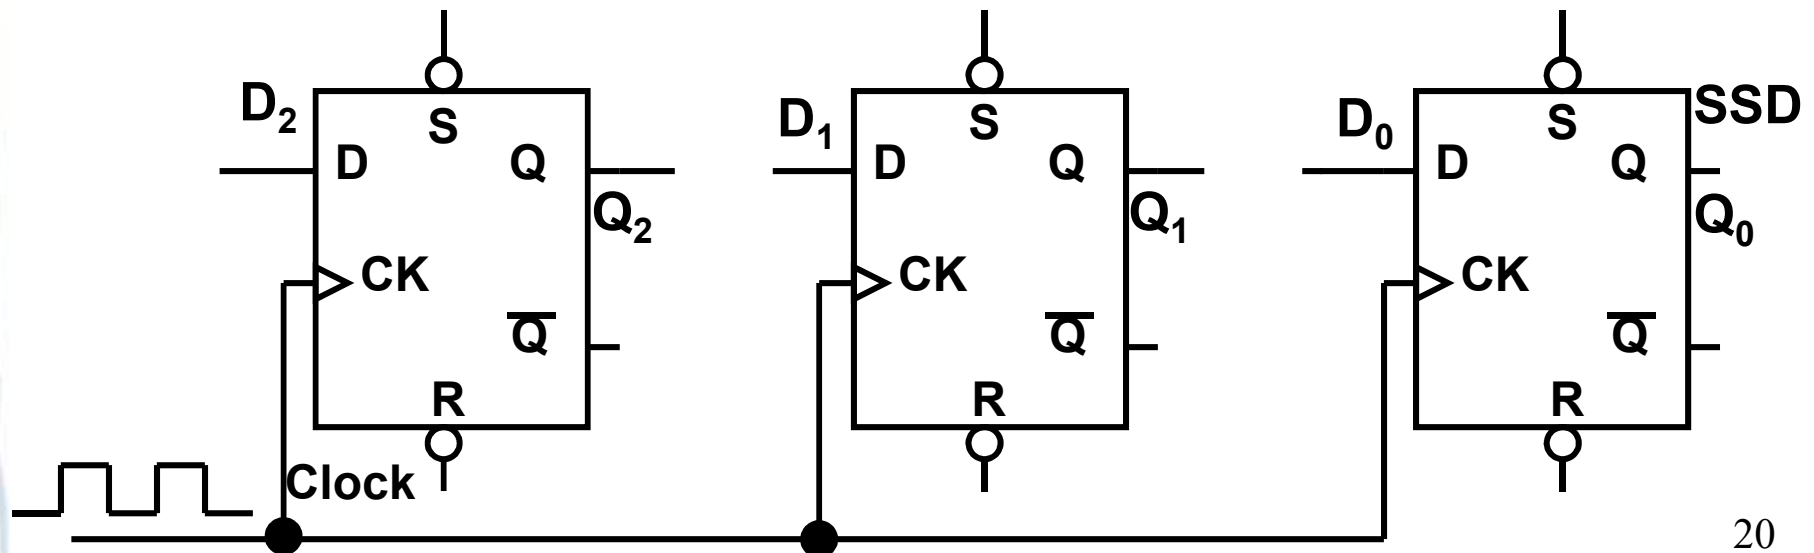 D2 S D1 S D0 S SSD
D Q D Q D Q
Q2 Q1 Q0
CK CK CK
Q̅ Q̅ Q̅
R R R
Clock
20